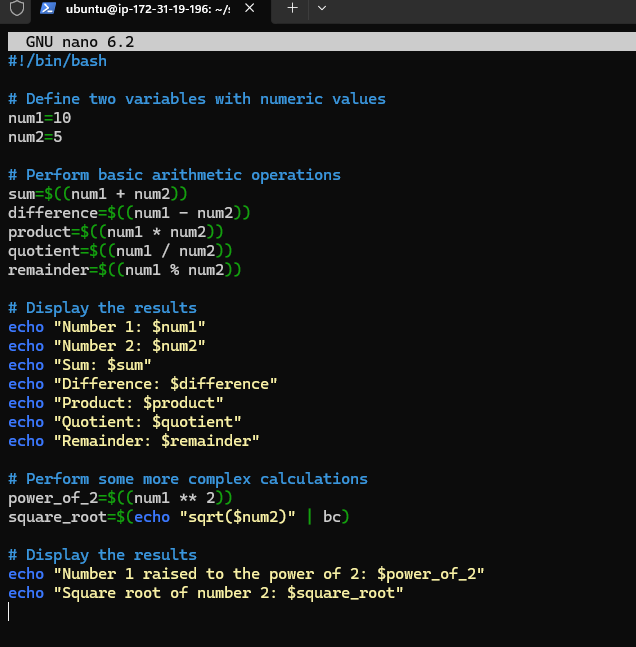 ubuntu@ip-172-31-19-196: ~/s
GNU nano 6.2
#!/bin/bash
# Define two variables with numeric values
num1=10
num2=5
# Perform basic arithmetic operations
sum=$((num1 + num2))
difference=$((num1 - num2))
product=$((num1 * num2))
quotient=$((num1 / num2))
remainder=$((num1 % num2))
# Display the results
echo "Number 1: $num1"
echo "Number 2: $num2"
echo "Sum: $sum"
echo "Difference: $difference"
echo "Product: $product"
echo "Quotient: $quotient"
echo "Remainder: $remainder"
# Perform some more complex calculations
power_of_2=$((num1 ** 2))
square_root=$(echo "sqrt($num2)" | bc)
# Display the results
echo "Number 1 raised to the power of 2: $power_of_2"
echo "Square root of number 2: $square_root"